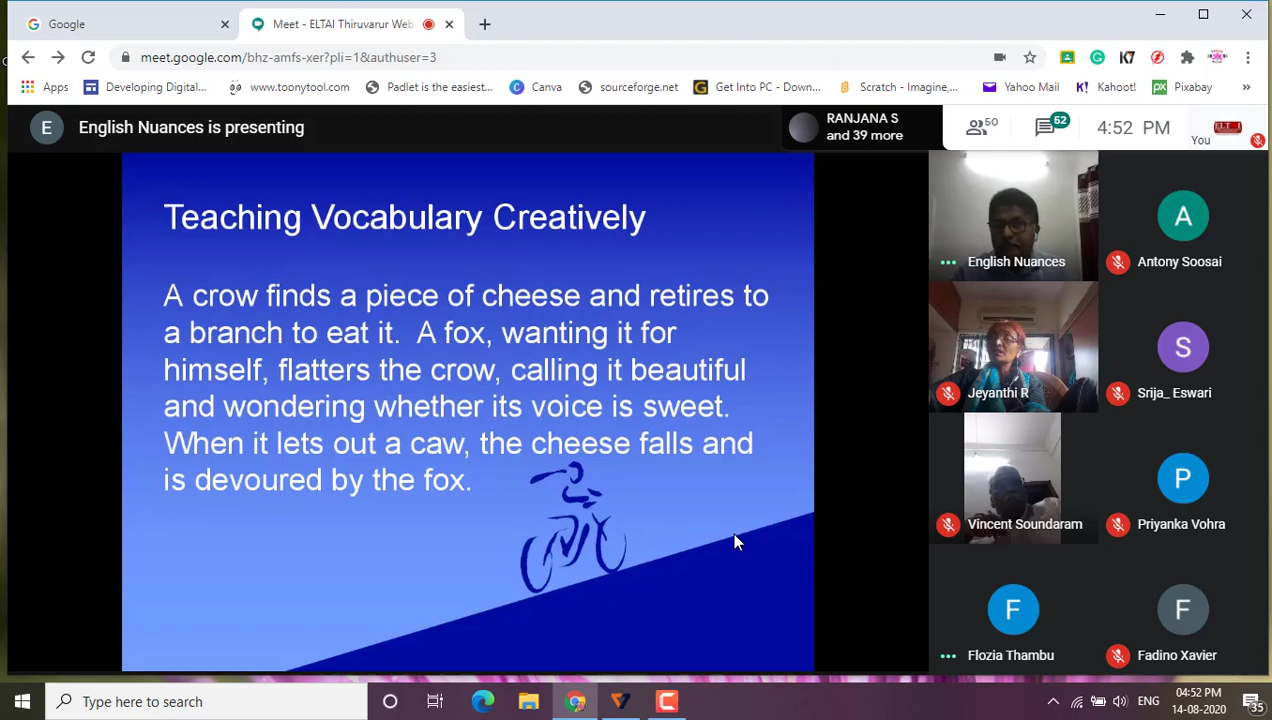 Google
Meet - ELTAI Thiruvarur Web
meet.google.com/bhz-amfs-xer?pli=1&authuser=3
Apps
Developing Digital...
www.tonytool.com
Padlet is the easiest...
Canva
sourceforge.net
Get Into PC - Down...
Scratch - Imagine,...
Yahoo Mail
Kahoot!
Pixabay
E
English Nuances is presenting
RANJANA S
and 39 more
50
52
4:52 PM
You
Teaching Vocabulary Creatively
A crow finds a piece of cheese and retires to
a branch to eat it. A fox, wanting it for
himself, flatters the crow, calling it beautiful
and wondering whether its voice is sweet.
When it lets out a caw, the cheese falls and
is devoured by the fox.
English Nuances
A
Antony Soosai
Jeyanthi R
S
Srija_ Eswari
Vincent Soundaram
P
Priyanka Vohra
F
Flozia Thambu
F
Fadino Xavier
Type here to search
ENG
04:52 PM
14-08-2020
35